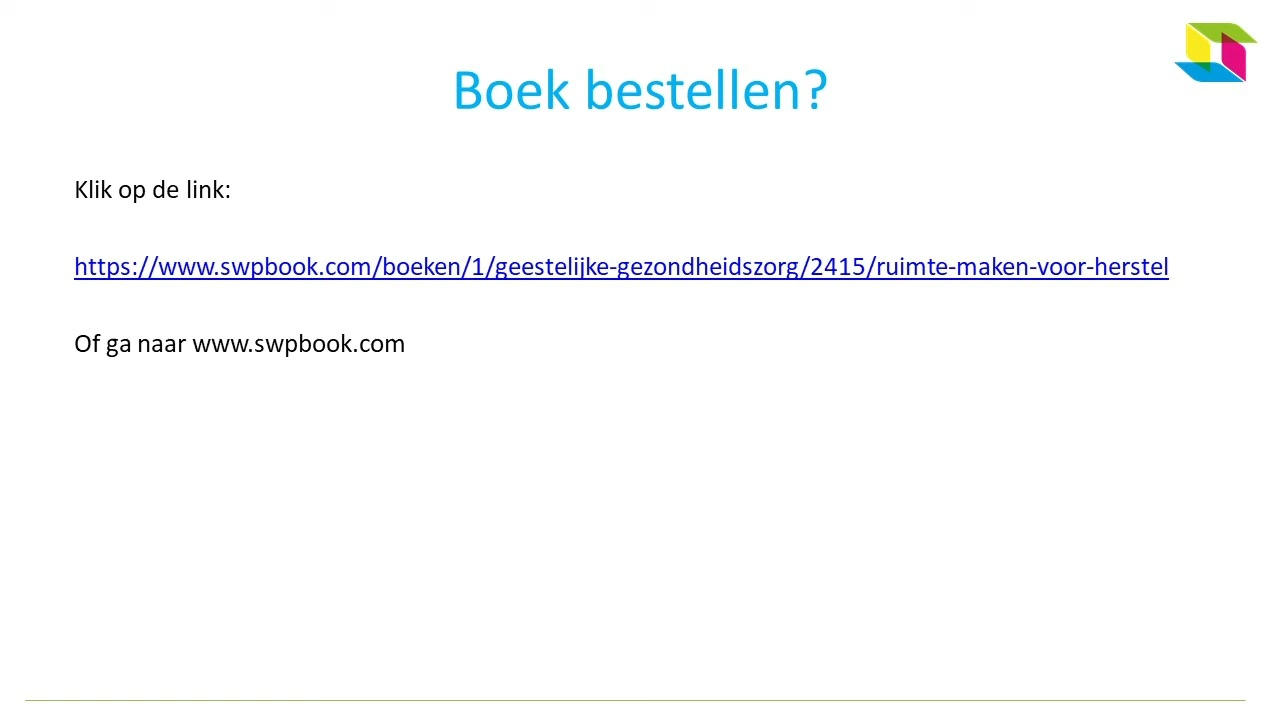 Boek bestellen?
Klik op de link:
https://www.swpbook.com/boeken/1/geestelijke-gezondheidszorg/2415/ruimte-maken-voor-herstel
Of ga naar www.swpbook.com